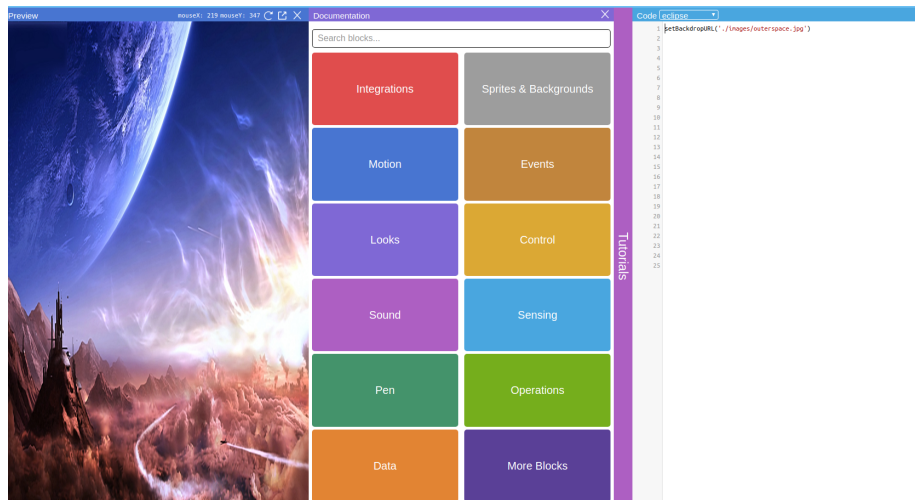 Preview mouseX: 219 mouseY: 347
Documentation
Search blocks...
Integrations
Sprites & Backgrounds
Motion
Events
Looks
Control
Sound
Sensing
Pen
Operations
Data
More Blocks
Tutorials
Code eclipse
1 setBackdropURL('./images/outerspace.jpg')
2
3
4
5
6
7
8
9
10
11
12
13
14
15
16
17
18
19
20
21
22
23
24
25